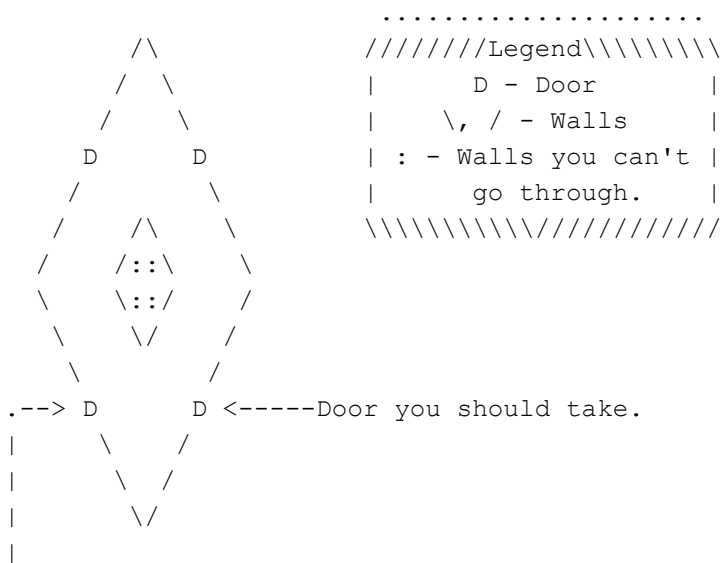 ......................
/\ ////////Legend\\\\\\\\\
/ \ | D - Door |
/ \ | \, / - Walls |
D D | : - Walls you can't |
/ \ | go through. |
/ /\ \ \\\\\\\\\\\////////////
/ /::\ \
\ \::/ /
\ \/ /
\ /
.--> D D <-----Door you should take.
| \ /
| \ /
| \/
|